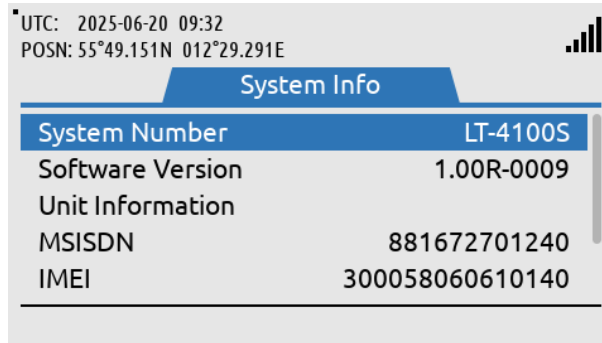 UTC: 2025-06-20 09:32
POSN: 55°49.151N 012°29.291E
System Info
System Number LT-4100S
Software Version 1.00R-0009
Unit Information
MSISDN 881672701240
IMEI 300058060610140